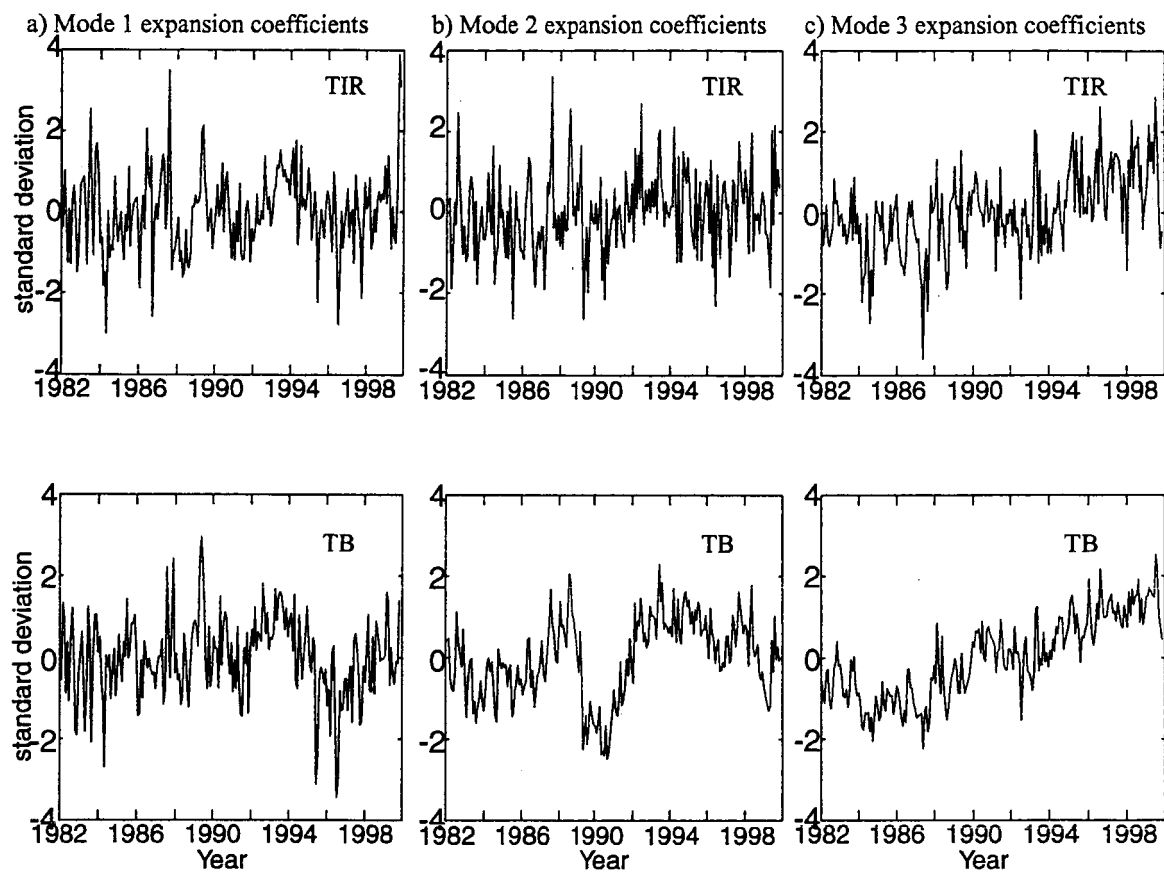 a) Mode 1 expansion coefficients
b) Mode 2 expansion coefficients
c) Mode 3 expansion coefficients
standard deviation
4
2
0
-2
-4
TIR
1982 1986 1990 1994 1998
4
2
0
-2
-4
TIR
1982 1986 1990 1994 1998
4
2
0
-2
-4
TIR
1982 1986 1990 1994 1998
standard deviation
4
2
0
-2
-4
TB
1982 1986 1990 1994 1998
Year
4
2
0
-2
-4
TB
1982 1986 1990 1994 1998
Year
4
2
0
-2
-4
TB
1982 1986 1990 1994 1998
Year